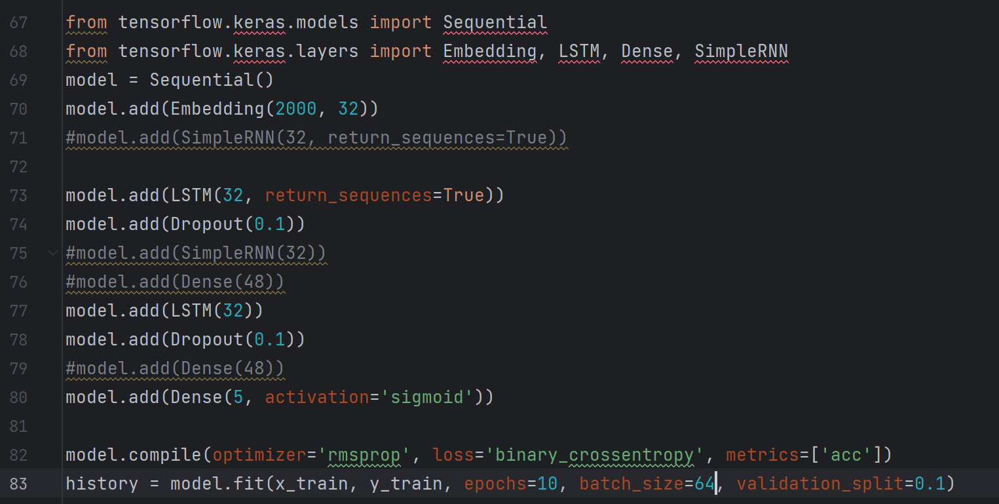 67 from tensorflow.keras.models import Sequential
68 from tensorflow.keras.layers import Embedding, LSTM, Dense, SimpleRNN
69 model = Sequential()
70 model.add(Embedding(2000, 32))
71 #model.add(SimpleRNN(32, return_sequences=True))
72
73 model.add(LSTM(32, return_sequences=True))
74 model.add(Dropout(0.1))
75 #model.add(SimpleRNN(32))
76 #model.add(Dense(48))
77 model.add(LSTM(32))
78 model.add(Dropout(0.1))
79 #model.add(Dense(48))
80 model.add(Dense(5, activation='sigmoid'))
81
82 model.compile(optimizer='rmsprop', loss='binary_crossentropy', metrics=['acc'])
83 history = model.fit(x_train, y_train, epochs=10, batch_size=64, validation_split=0.1)